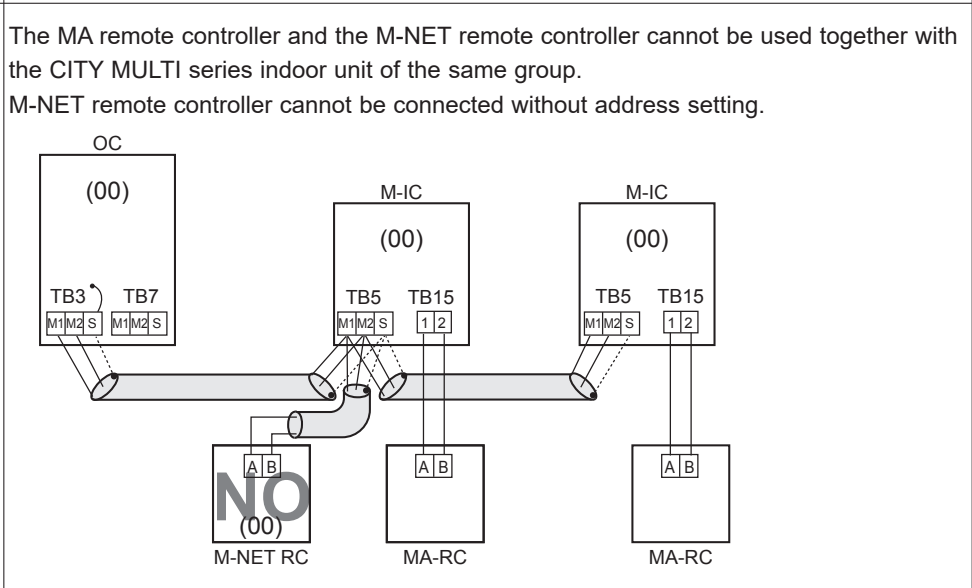 The MA remote controller and the M-NET remote controller cannot be used together with
the CITY MULTI series indoor unit of the same group.
M-NET remote controller cannot be connected without address setting.
OC
(00)
TB3 TB7
M1 M2 S M1 M2 S
M-IC
(00)
TB5 TB15
M1 M2 S 1 2
M-IC
(00)
TB5 TB15
M1 M2 S 1 2
A B
NO
(00)
M-NET RC
A B
MA-RC
A B
MA-RC